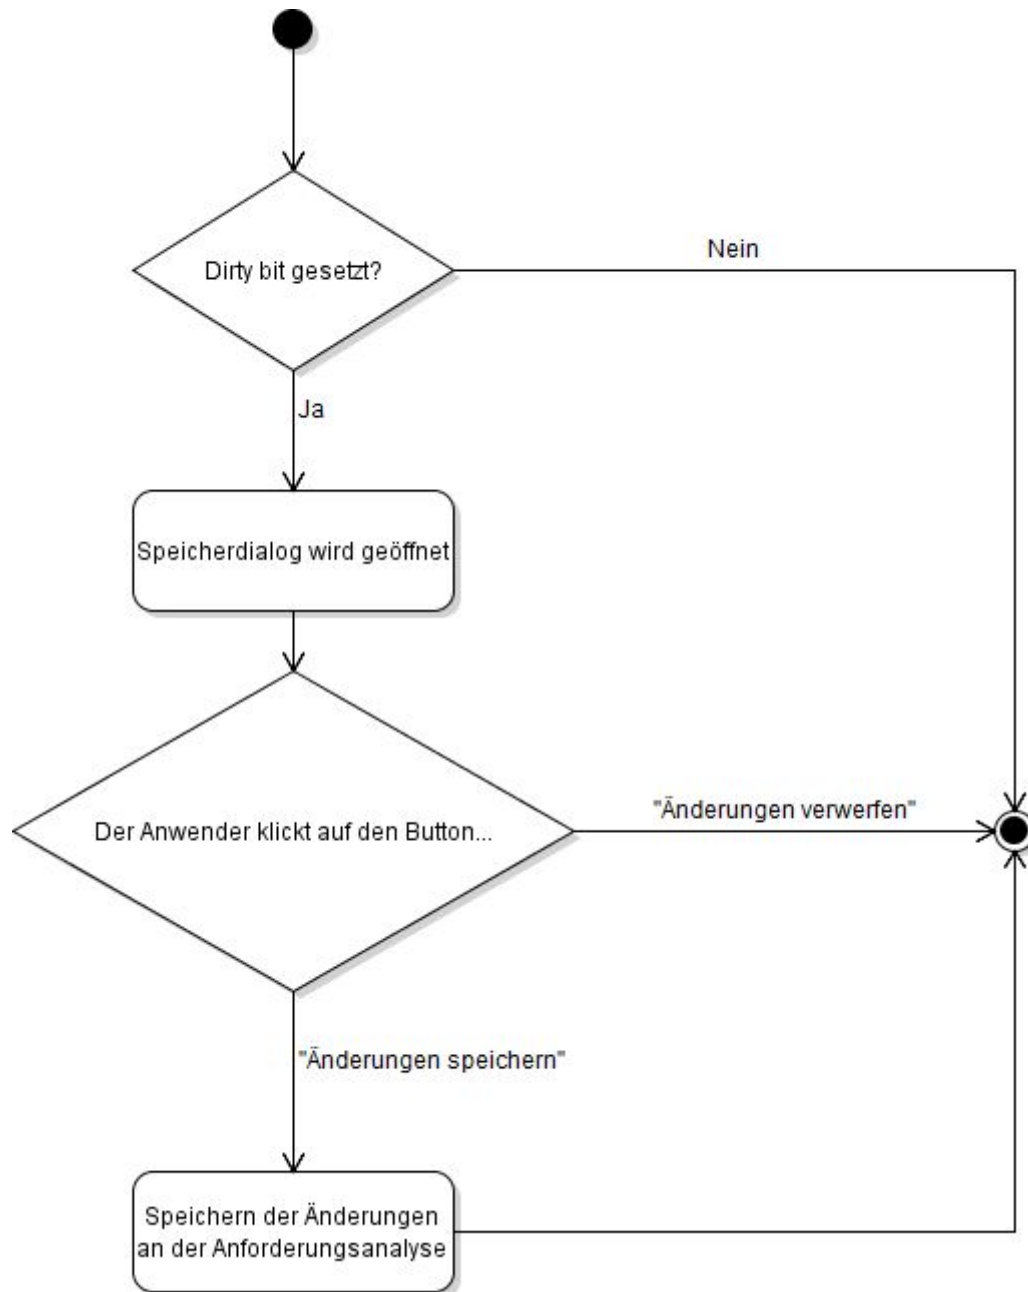 Nein
Dirty bit gesetzt?
Ja
Speicherdialog wird geöffnet
"Änderungen verwerfen"
Der Anwender klickt auf den Button...
"Änderungen speichern"
Speichern der Änderungen
an der Anforderungsanalyse